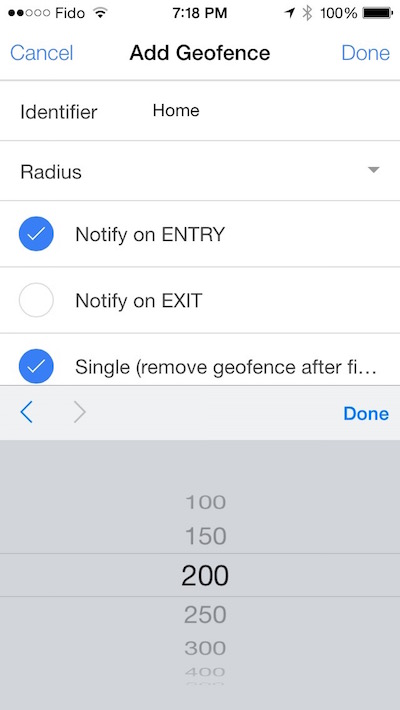 Fido 7:18 PM 100%
Cancel Add Geofence Done
Identifier Home
Radius
Notify on ENTRY
Notify on EXIT
Single (remove geofence after fi...
Done
100
150
200
250
300
400